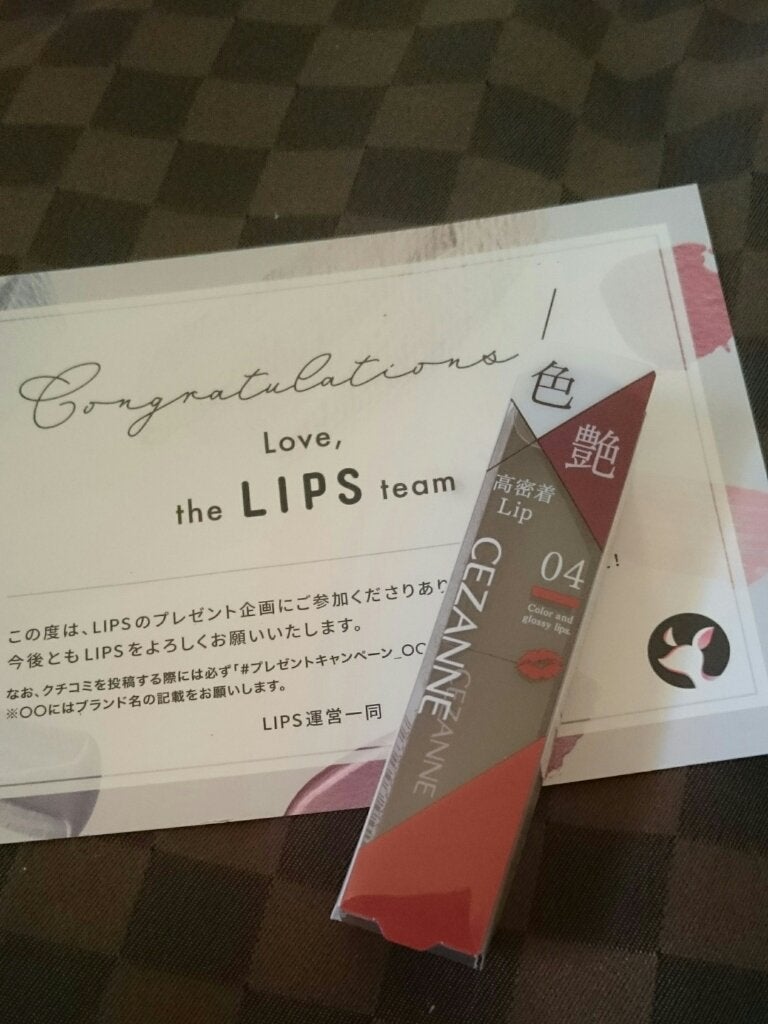 Congratulations
Love,
the LIPS team
この度は、LIPSのプレゼント企画にご参加くださりあり
今後ともLIPSをよろしくお願いいたします。
なお、クチコミを投稿する際には必ず「#プレゼントキャンペーン_〇〇
※〇〇にはブランド名の記載をお願いします。
LIPS運営一同
色
艶
高密着
Lip
04
Color and
glossy lips.
CEZANNE
CEZANNE